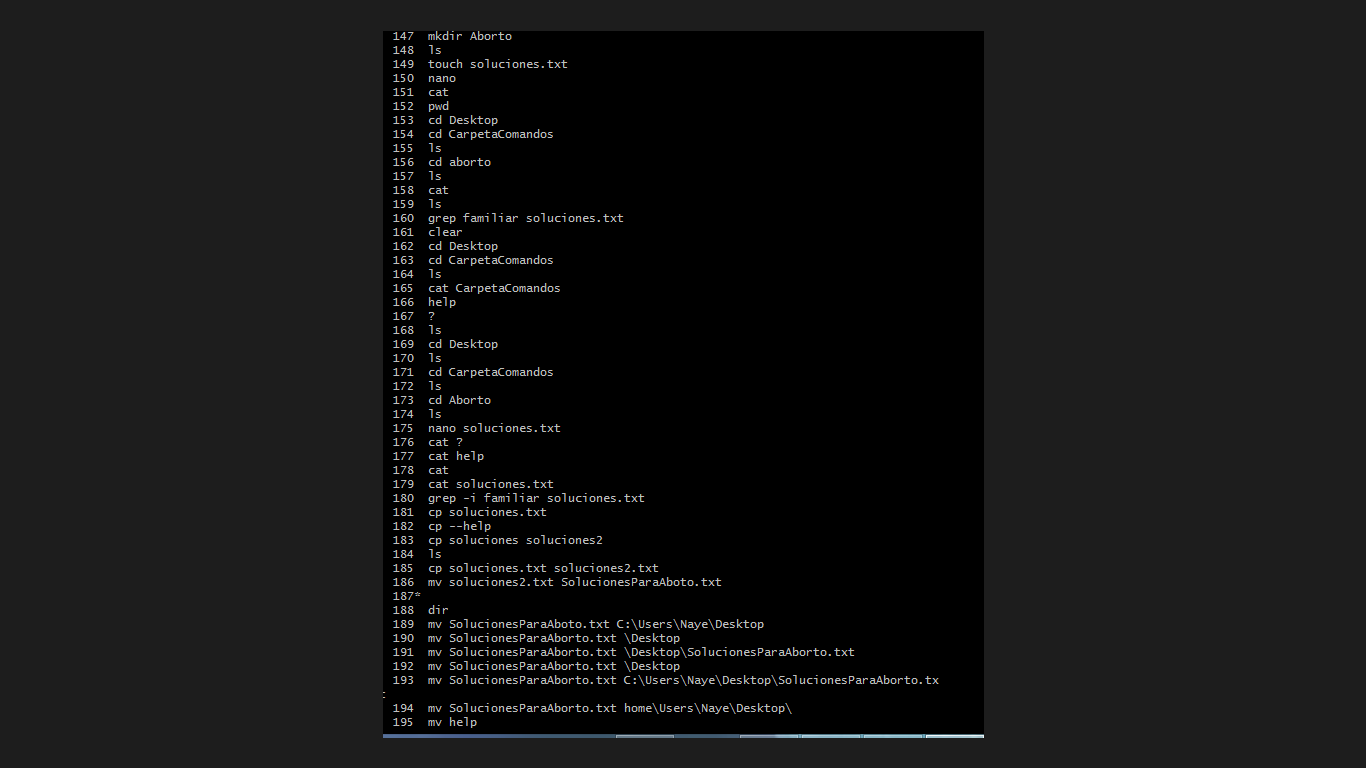 147 mkdir Aborto
148 ls
149 touch soluciones.txt
150 nano
151 cat
152 pwd
153 cd Desktop
154 cd CarpetaComandos
155 ls
156 cd aborto
157 ls
158 cat
159 ls
160 grep familiar soluciones.txt
161 clear
162 cd Desktop
163 cd CarpetaComandos
164 ls
165 cat CarpetaComandos
166 help
167 ?
168 ls
169 cd Desktop
170 ls
171 cd CarpetaComandos
172 ls
173 cd Aborto
174 ls
175 nano soluciones.txt
176 cat ?
177 cat help
178 cat
179 cat soluciones.txt
180 grep -i familiar soluciones.txt
181 cp soluciones.txt
182 cp --help
183 cp soluciones soluciones2
184 ls
185 cp soluciones.txt soluciones2.txt
186 mv soluciones2.txt SolucionesParaAboto.txt
187*
188 dir
189 mv SolucionesParaAboto.txt C:\Users\Naye\Desktop
190 mv SolucionesParaAborto.txt \Desktop
191 mv SolucionesParaAborto.txt \Desktop\SolucionesParaAborto.txt
192 mv SolucionesParaAborto.txt \Desktop
193 mv SolucionesParaAborto.txt C:\Users\Naye\Desktop\SolucionesParaAborto.tx
t
194 mv SolucionesParaAborto.txt home\Users\Naye\Desktop\
195 mv help